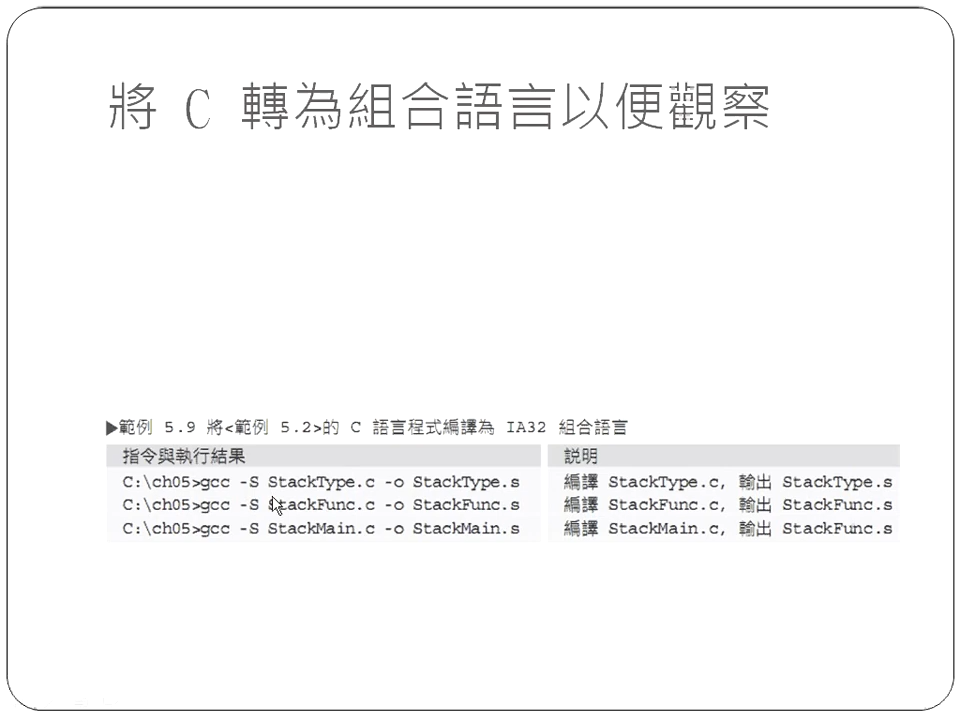 將 C 轉為組合語言以便觀察
▶範例 5.9 將<範例 5.2>的 C 語言程式編譯為 IA32 組合語言
指令與執行結果 說明
C:\ch05>gcc -S StackType.c -o StackType.s 編譯 StackType.c, 輸出 StackType.s
C:\ch05>gcc -S StackFunc.c -o StackFunc.s 編譯 StackFunc.c, 輸出 StackFunc.s
C:\ch05>gcc -S StackMain.c -o StackMain.s 編譯 StackMain.c, 輸出 StackFunc.s